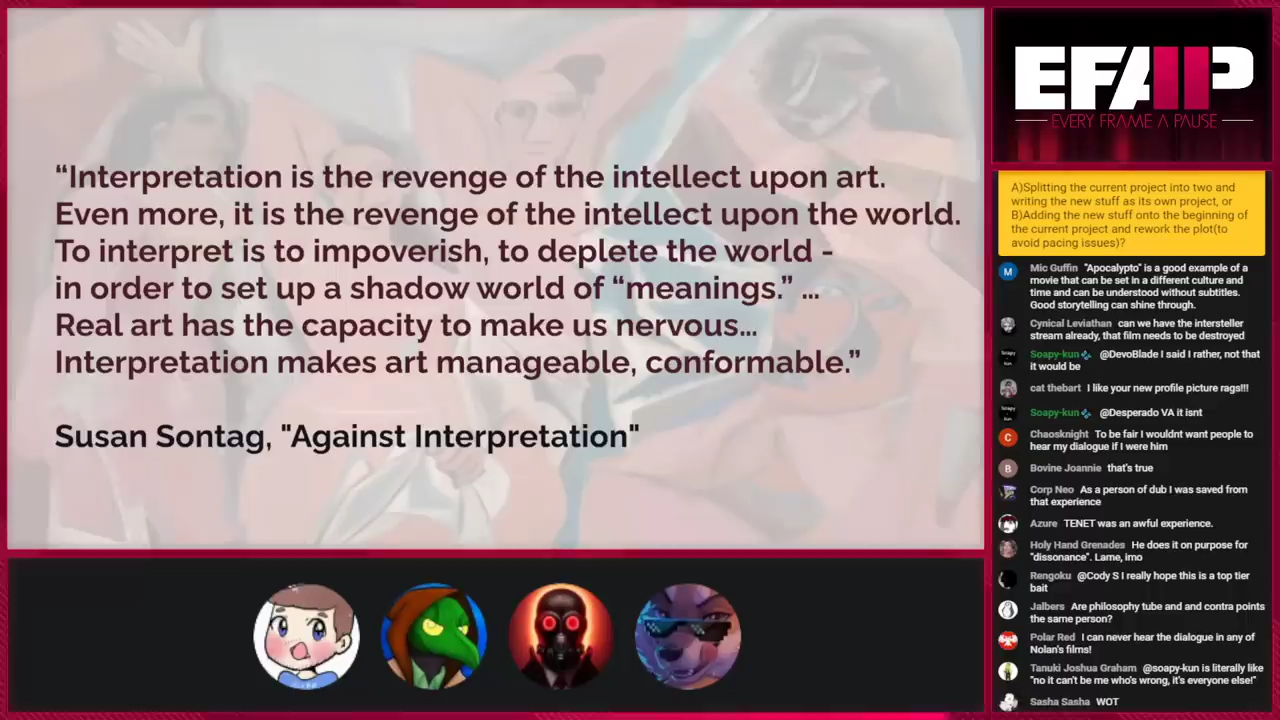 “Interpretation is the revenge of the intellect upon art.
Even more, it is the revenge of the intellect upon the world.
To interpret is to impoverish, to deplete the world -
in order to set up a shadow world of “meanings.” ...
Real art has the capacity to make us nervous...
Interpretation makes art manageable, conformable.”
Susan Sontag, "Against Interpretation"
EFAP
EVERY FRAME A PAUSE
A)Splitting the current project into two and
writing the new stuff as its own project, or
B)Adding the new stuff onto the beginning of
the current project and rework the plot(to
avoid pacing issues)?
M
Mic Guffin "Apocalypto" is a good example of a
movie that can be set in a different culture and
time and can be understood without subtitles.
Good storytelling can shine through.
Cynical Leviathan can we have the intersteller
stream already, that film needs to be destroyed
Soapy-kun @DevoBlade I said I rather, not that
it would be
cat thebart I like your new profile picture rags!!!
Soapy-kun @Desperado VA it isnt
C
Chaosknight To be fair I wouldnt want people to
hear my dialogue if I were him
B
Bovine Joannie that's true
Corp Neo As a person of dub I was saved from
that experience
Azure TENET was an awful experience.
Holy Hand Grenades He does it on purpose for
"dissonance". Lame, imo
Rengoku @Cody S I really hope this is a top tier
bait
Jalbers Are philosophy tube and and contra points
the same person?
Polar Red I can never hear the dialogue in any of
Nolan's films!
Tanuki Joshua Graham @soapy-kun is literally like
"no it can't be me who's wrong, it's everyone else!"
Sasha Sasha WOT